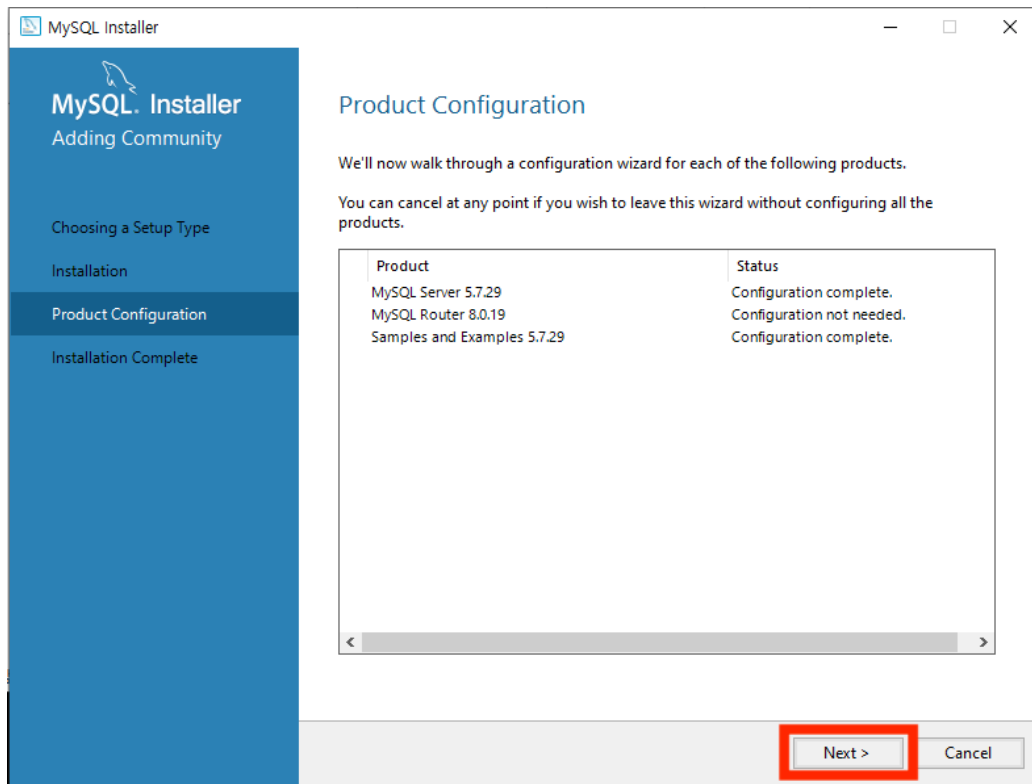 MySQL Installer
MySQL. Installer
Adding Community
Choosing a Setup Type
Installation
Product Configuration
Installation Complete
Product Configuration
We'll now walk through a configuration wizard for each of the following products.
You can cancel at any point if you wish to leave this wizard without configuring all the
products.
Product Status
MySQL Server 5.7.29 Configuration complete.
MySQL Router 8.0.19 Configuration not needed.
Samples and Examples 5.7.29 Configuration complete.
Next > Cancel